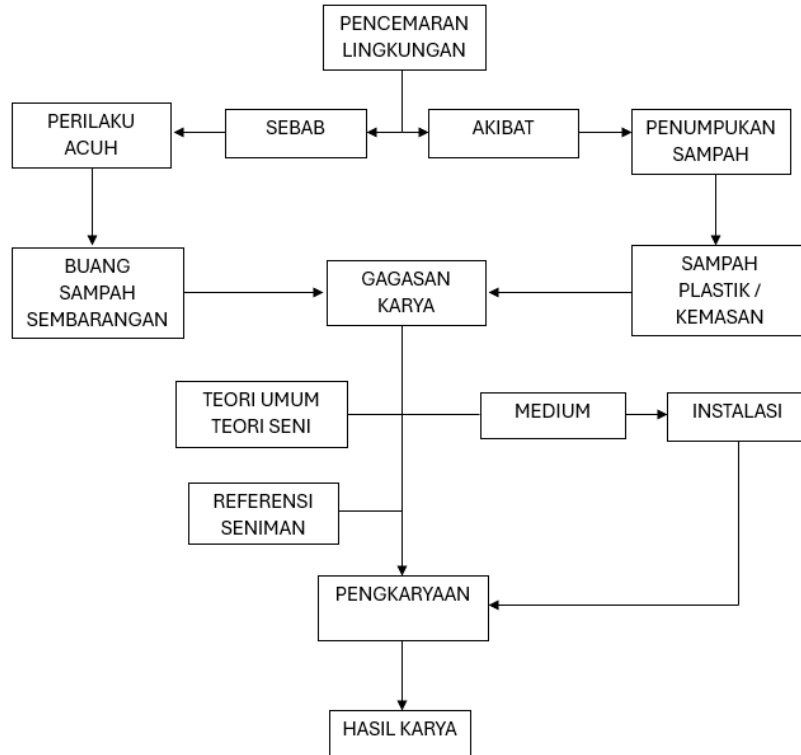 PENCEMARAN
LINGKUNGAN
PERILAKU
ACUH
SEBAB
AKIBAT
PENUMPUKAN
SAMPAH
BUANG
SAMPAH
SEMBARANGAN
GAGASAN
KARYA
SAMPAH
PLASTIK /
KEMASAN
TEORI UMUM
TEORI SENI
MEDIUM
INSTALASI
REFERENSI
SENIMAN
PENGKARYAAN
HASIL KARYA